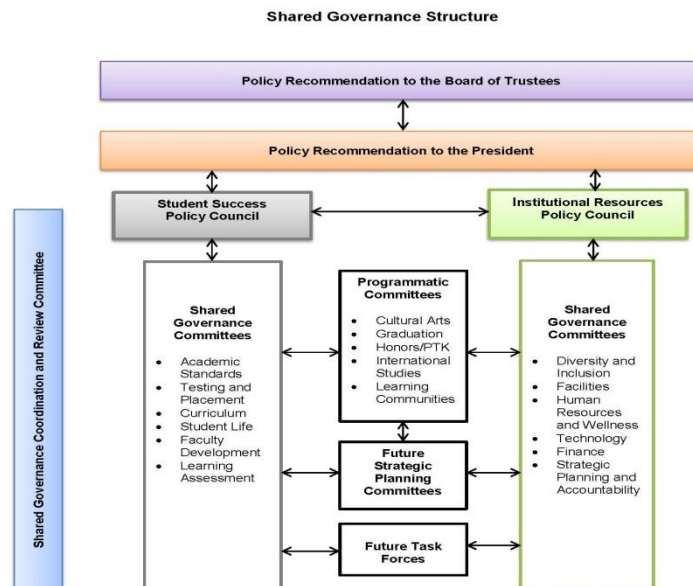 Shared Governance Structure
Policy Recommendation to the Board of Trustees
Policy Recommendation to the President
Student Success
Policy Council
Institutional Resources
Policy Council
Shared Governance Coordination and Review Committee
Shared
Governance
Committees
• Academic
Standards
• Testing and
Placement
• Curriculum
• Student Life
• Faculty
Development
• Learning
Assessment
Programmatic
Committees
• Cultural Arts
• Graduation
• Honors/PTK
• International
Studies
• Learning
Communities
Future
Strategic
Planning
Committees
Future Task
Forces
Shared
Governance
Committees
• Diversity and
Inclusion
• Facilities
• Human
Resources
and Wellness
• Technology
• Finance
• Strategic
Planning and
Accountability